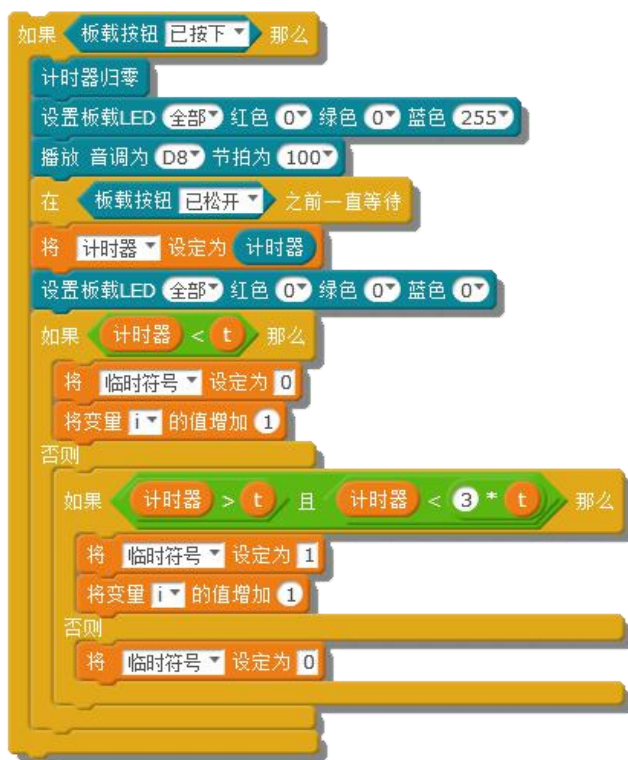 如果 板载按钮 已按下 那么
计时器归零
设置板载LED 全部 红色 0 绿色 0 蓝色 255
播放 音调为 D8 节拍为 100
在 板载按钮 已松开 之前一直等待
将 计时器 设定为 计时器
设置板载LED 全部 红色 0 绿色 0 蓝色 0
如果 计时器 < t 那么
将 临时符号 设定为 0
将变量 i 的值增加 1
否则
如果 计时器 > t 且 计时器 < 3 * t 那么
将 临时符号 设定为 1
将变量 i 的值增加 1
否则
将 临时符号 设定为 0